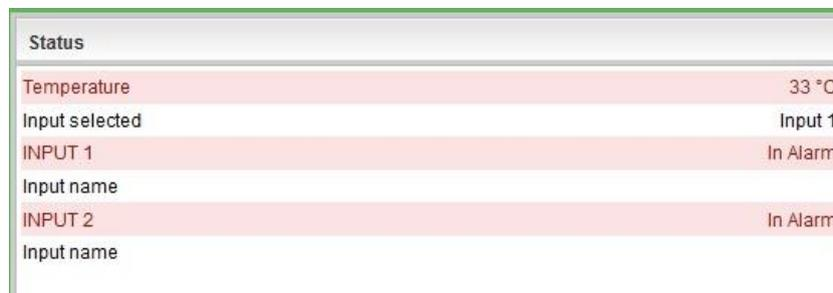 Status
Temperature 33 °C
Input selected Input 1
INPUT 1 In Alarm
Input name
INPUT 2 In Alarm
Input name